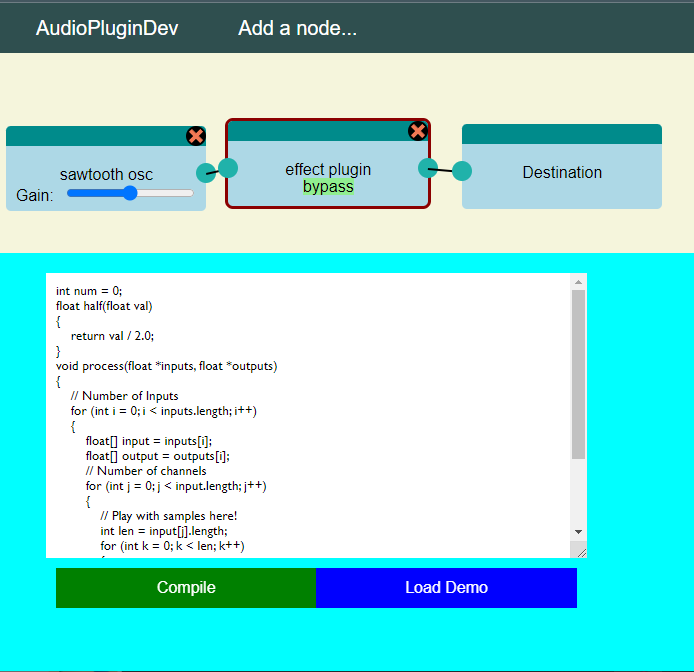 AudioPluginDev Add a node...
sawtooth osc
Gain:
effect plugin
bypass
Destination
int num = 0;
float half(float val)
{
return val / 2.0;
}
void process(float *inputs, float *outputs)
{
// Number of Inputs
for (int i = 0; i < inputs.length; i++)
{
float[] input = inputs[i];
float[] output = outputs[i];
// Number of channels
for (int j = 0; j < input.length; j++)
{
// Play with samples here!
int len = input[j].length;
for (int k = 0; k < len; k++)
Compile Load Demo